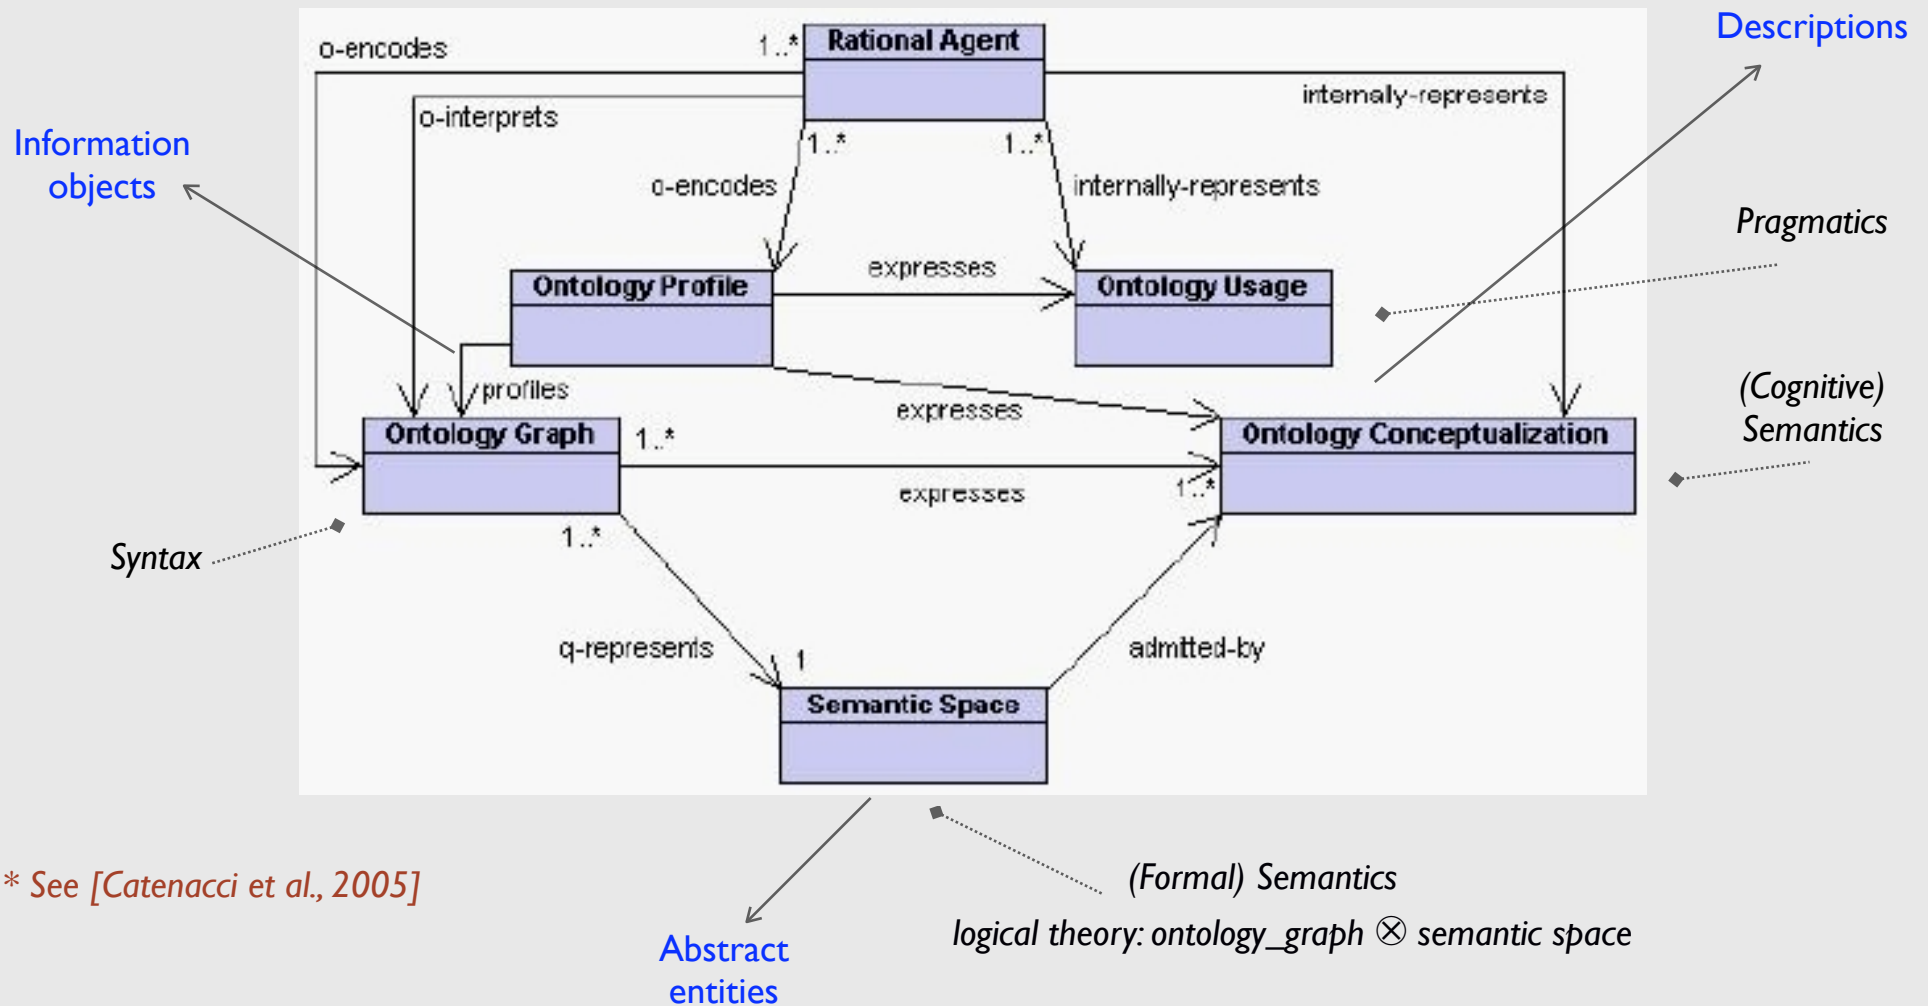 Descriptions
o-encodes
1..*
Rational Agent
internally-represents
o-interprets
Information
objects
1..*
1..*
o-encodes
internally-represents
Pragmatics
expresses
Ontology Profile
Ontology Usage
profiles
expresses
(Cognitive)
Semantics
Ontology Graph
1..*
Ontology Conceptualization
expresses
1..*
1..*
Syntax
q-represents
1
admtted-by
Semantic Space
* See [Catenacci et al., 2005]
(Formal) Semantics
logical theory: ontology_graph ⊗ semantic space
Abstract
entities